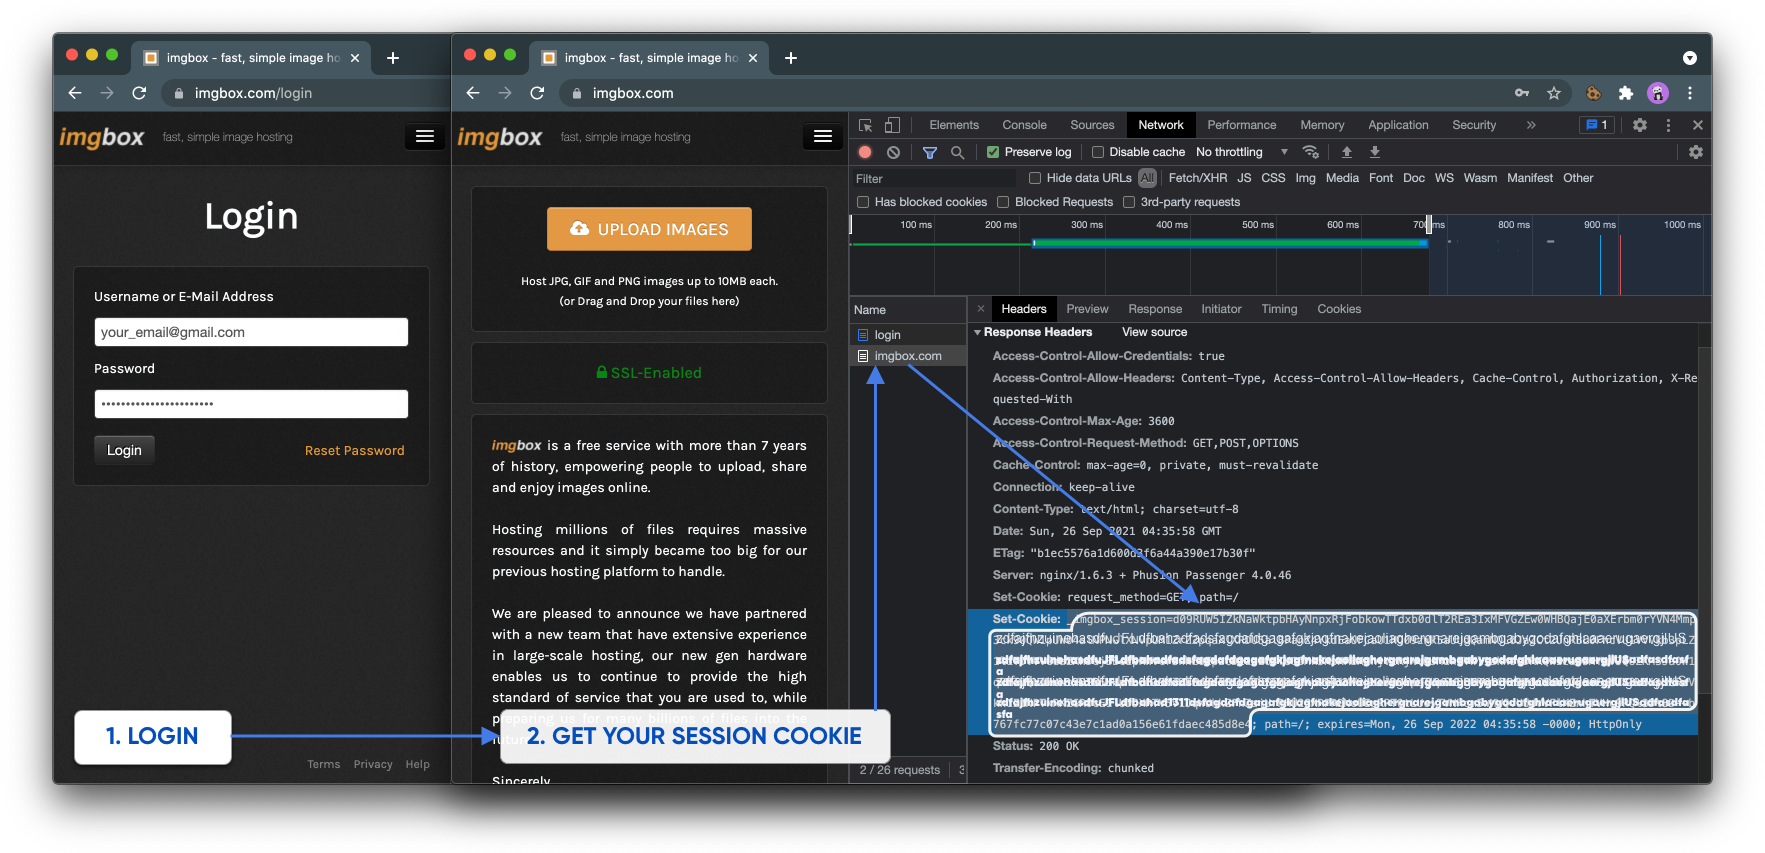 imgbox - fast, simple image ho
imgbox.com/login
imgbox fast, simple image hosting
Login
Username or E-Mail Address
your_email@gmail.com
Password
•••••••••••••••••••••••
Login
Reset Password
Terms Privacy Help
1. LOGIN
imgbox - fast, simple image ho
imgbox.com
imgbox fast, simple image hosting
UPLOAD IMAGES
Host JPG, GIF and PNG images up to 10MB each.
(or Drag and Drop your files here)
SSL-Enabled
imgbox is a free service with more than 7 years
of history, empowering people to upload, share
and enjoy images online.
Hosting millions of files requires massive
resources and it simply became too big for our
previous hosting platform to handle.
We are pleased to announce we have partnered
with a new team that have extensive experience
in large-scale hosting, our new gen hardware
enables us to continue to provide the high
standard of service that you are used to, while
preparing us for many billions of files into the
futur
2. GET YOUR SESSION COOKIE
Sincerely
Elements Console Sources Network Performance Memory Application Security » 1
Preserve log Disable cache No throttling
Filter Hide data URLs All Fetch/XHR JS CSS Img Media Font Doc WS Wasm Manifest Other
Has blocked cookies Blocked Requests 3rd-party requests
100 ms 200 ms 300 ms 400 ms 500 ms 600 ms 700 ms 800 ms 900 ms 1000 ms
Name
login
imgbox.com
2 / 26 requests 3
Headers Preview Response Initiator Timing Cookies
Response Headers View source
Access-Control-Allow-Credentials: true
Access-Control-Allow-Headers: Content-Type, Access-Control-Allow-Headers, Cache-Control, Authorization, X-Re
quested-With
Access-Control-Max-Age: 3600
Access-Control-Request-Method: GET,POST,OPTIONS
Cache-Control: max-age=0, private, must-revalidate
Connection: keep-alive
Content-Type: text/html; charset=utf-8
Date: Sun, 26 Sep 2021 04:35:58 GMT
ETag: "b1ec5576a1d600d3f6a44a390e17b30f"
Server: nginx/1.6.3 + Phusion Passenger 4.0.46
Set-Cookie: request_method=GET; path=/
Set-Cookie:
path=/; expires=Mon, 26 Sep 2022 04:35:58 -0000; HttpOnly
Status: 200 OK
Transfer-Encoding: chunked